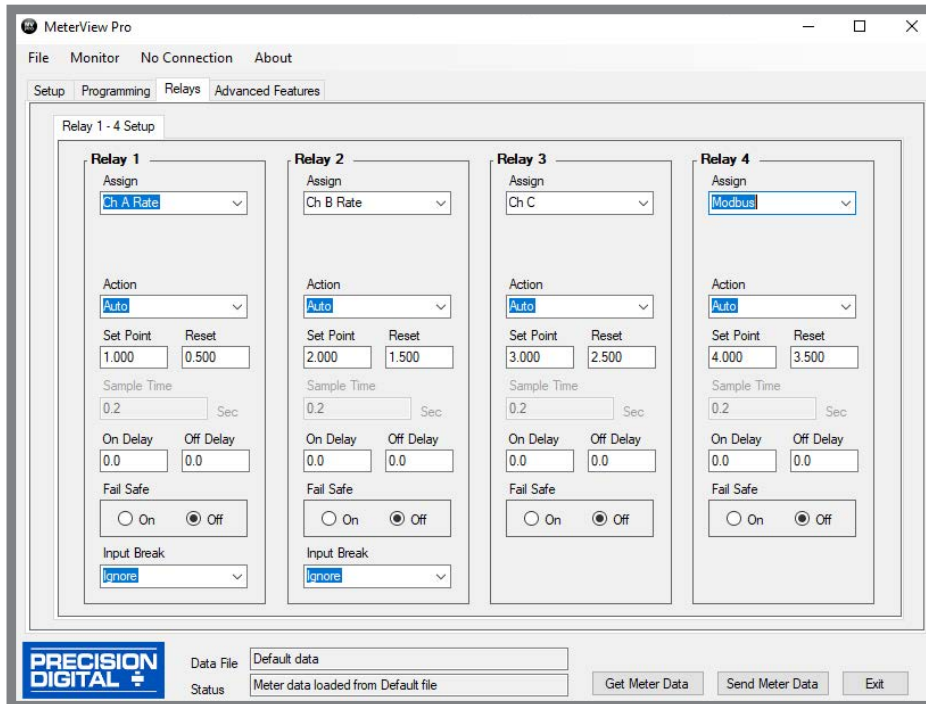 MeterView Pro
File Monitor No Connection About
Setup Programming Relays Advanced Features
Relay 1 - 4 Setup
Relay 1 Relay 2 Relay 3 Relay 4
Assign Assign Assign Assign
Ch A Rate Ch B Rate Ch C Modbus
Action Action Action Action
Auto Auto Auto Auto
Set Point Reset Set Point Reset Set Point Reset Set Point Reset
1.000 0.500 2.000 1.500 3.000 2.500 4.000 3.500
Sample Time Sample Time Sample Time Sample Time
0.2 Sec 0.2 Sec 0.2 Sec 0.2 Sec
On Delay Off Delay On Delay Off Delay On Delay Off Delay On Delay Off Delay
0.0 0.0 0.0 0.0 0.0 0.0 0.0 0.0
Fail Safe Fail Safe Fail Safe Fail Safe
On Off On Off On Off On Off
Input Break Input Break
Ignore Ignore
PRECISION
DIGITAL
Data File Default data
Status Meter data loaded from Default file
Get Meter Data Send Meter Data Exit